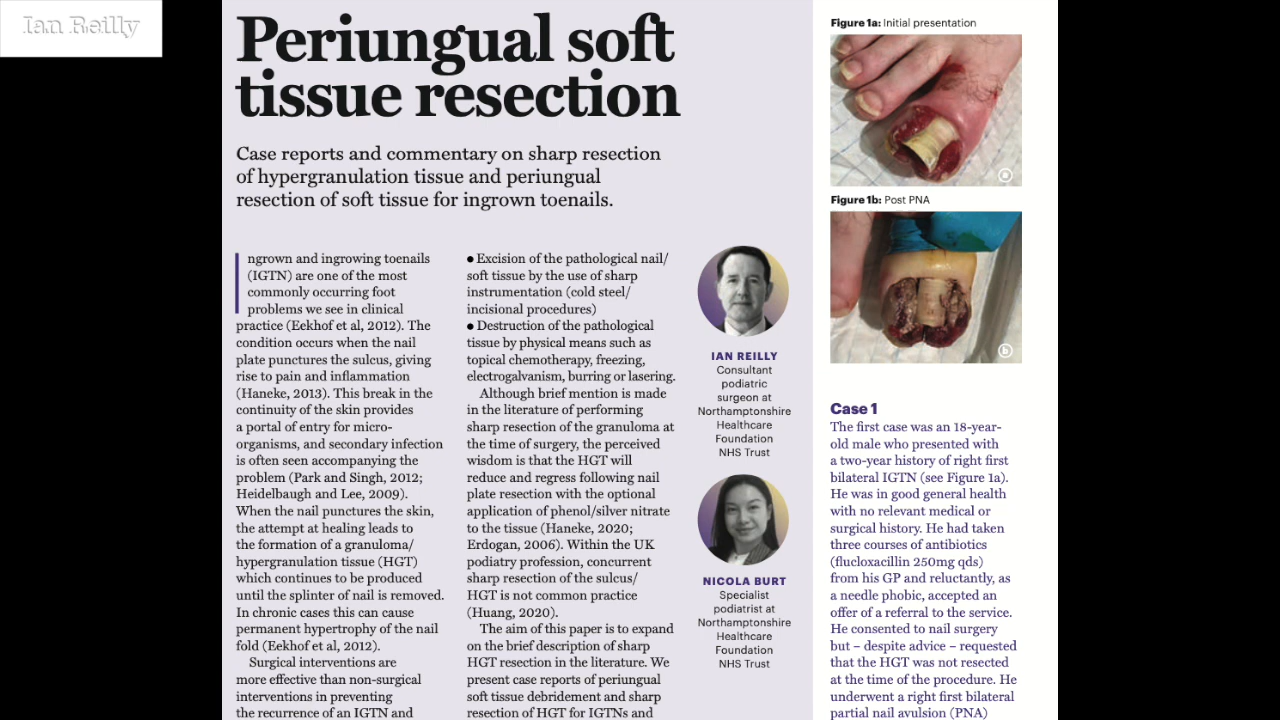 Ian Reilly
Periungual soft
tissue resection
Case reports and commentary on sharp resection
of hypergranulation tissue and periungual
resection of soft tissue for ingrown toenails.
Ingrown and ingrowing toenails
(IGTN) are one of the most
commonly occurring foot
problems we see in clinical
practice (Eekhof et al, 2012). The
condition occurs when the nail
plate punctures the sulcus, giving
rise to pain and inflammation
(Haneke, 2013). This break in the
continuity of the skin provides
a portal of entry for micro-
organisms, and secondary infection
is often seen accompanying the
problem (Park and Singh, 2012;
Heidelbaugh and Lee, 2009).
When the nail punctures the skin,
the attempt at healing leads to
the formation of a granuloma/
hypergranulation tissue (HGT)
which continues to be produced
until the splinter of nail is removed.
In chronic cases this can cause
permanent hypertrophy of the nail
fold (Eekhof et al, 2012).
Surgical interventions are
more effective than non-surgical
interventions in preventing
the recurrence of an IGTN and
● Excision of the pathological nail/
soft tissue by the use of sharp
instrumentation (cold steel/
incisional procedures)
● Destruction of the pathological
tissue by physical means such as
topical chemotherapy, freezing,
electrogalvanism, burring or lasering.
Although brief mention is made
in the literature of performing
sharp resection of the granuloma at
the time of surgery, the perceived
wisdom is that the HGT will
reduce and regress following nail
plate resection with the optional
application of phenol/silver nitrate
to the tissue (Haneke, 2020;
Erdogan, 2006). Within the UK
podiatry profession, concurrent
sharp resection of the sulcus/
HGT is not common practice
(Huang, 2020).
The aim of this paper is to expand
on the brief description of sharp
HGT resection in the literature. We
present case reports of periungual
soft tissue debridement and sharp
resection of HGT for IGTNs and
IAN REILLY
Consultant
podiatric
surgeon at
Northamptonshire
Healthcare
Foundation
NHS Trust
NICOLA BURT
Specialist
podiatrist at
Northamptonshire
Healthcare
Foundation
NHS Trust
Figure 1a: Initial presentation
a
Figure 1b: Post PNA
b
Case 1
The first case was an 18-year-
old male who presented with
a two-year history of right first
bilateral IGTN (see Figure 1a).
He was in good general health
with no relevant medical or
surgical history. He had taken
three courses of antibiotics
(flucloxacillin 250mg qds)
from his GP and reluctantly, as
a needle phobic, accepted an
offer of a referral to the service.
He consented to nail surgery
but – despite advice – requested
that the HGT was not resected
at the time of the procedure. He
underwent a right first bilateral
partial nail avulsion (PNA)